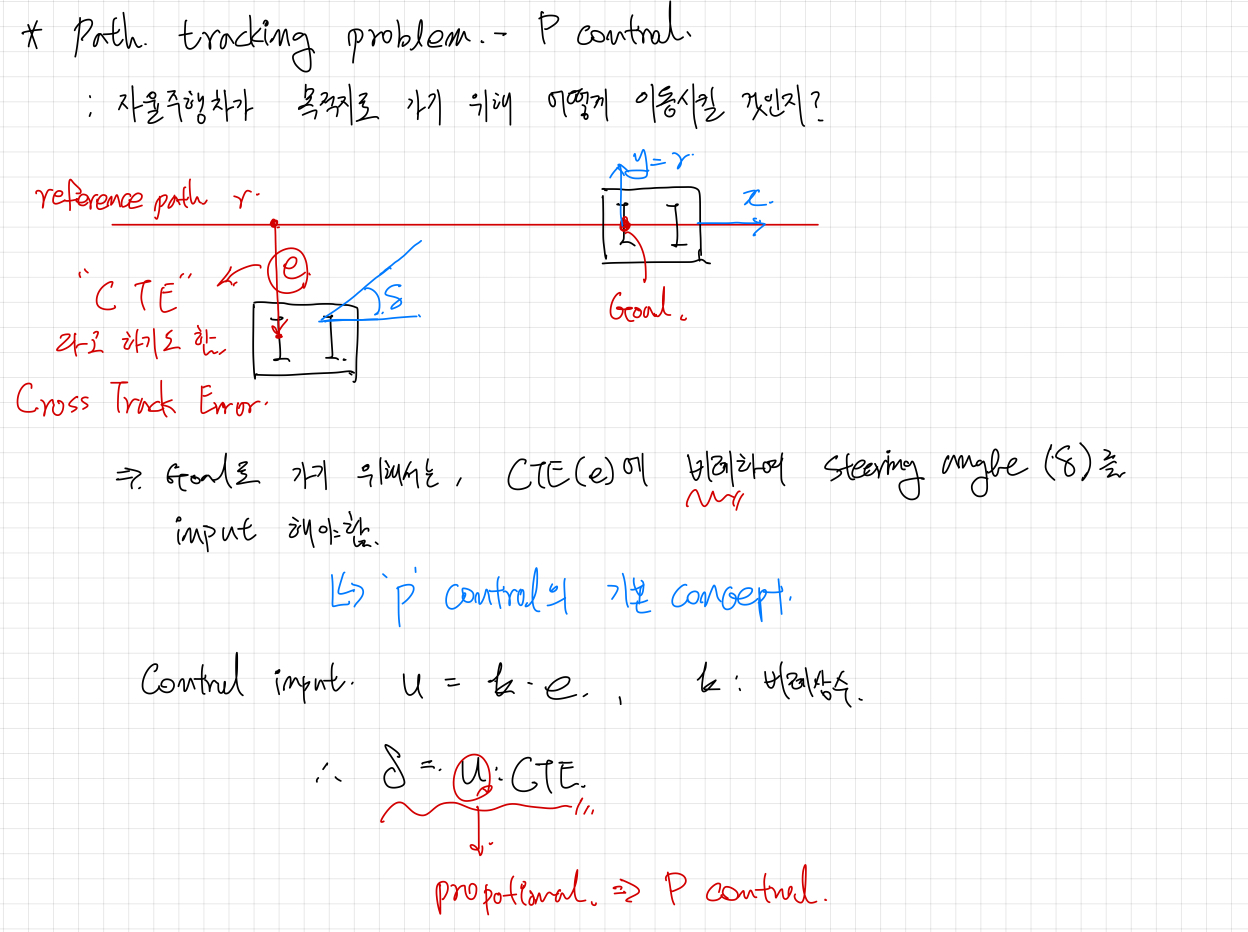 * Path. tracking problem. - P control.
: 자율주행차가 목적지로 가기 위해 어떻게 이동시킬 것인지?
y=r.
x.
reference path r.
e
"CTE"
δ
Goal.
라고 하기도 함.
Cross Track Error.
⇒ Goal로 가기 위해서는, CTE(e)에 비례하여 steering angle (δ)를
input 해야함.
↳ 'P' control의 기본 concept.
Control input. u = k·e., k : 비례상수.
∴ δ = u : CTE.
propotional. ⇒ P control.